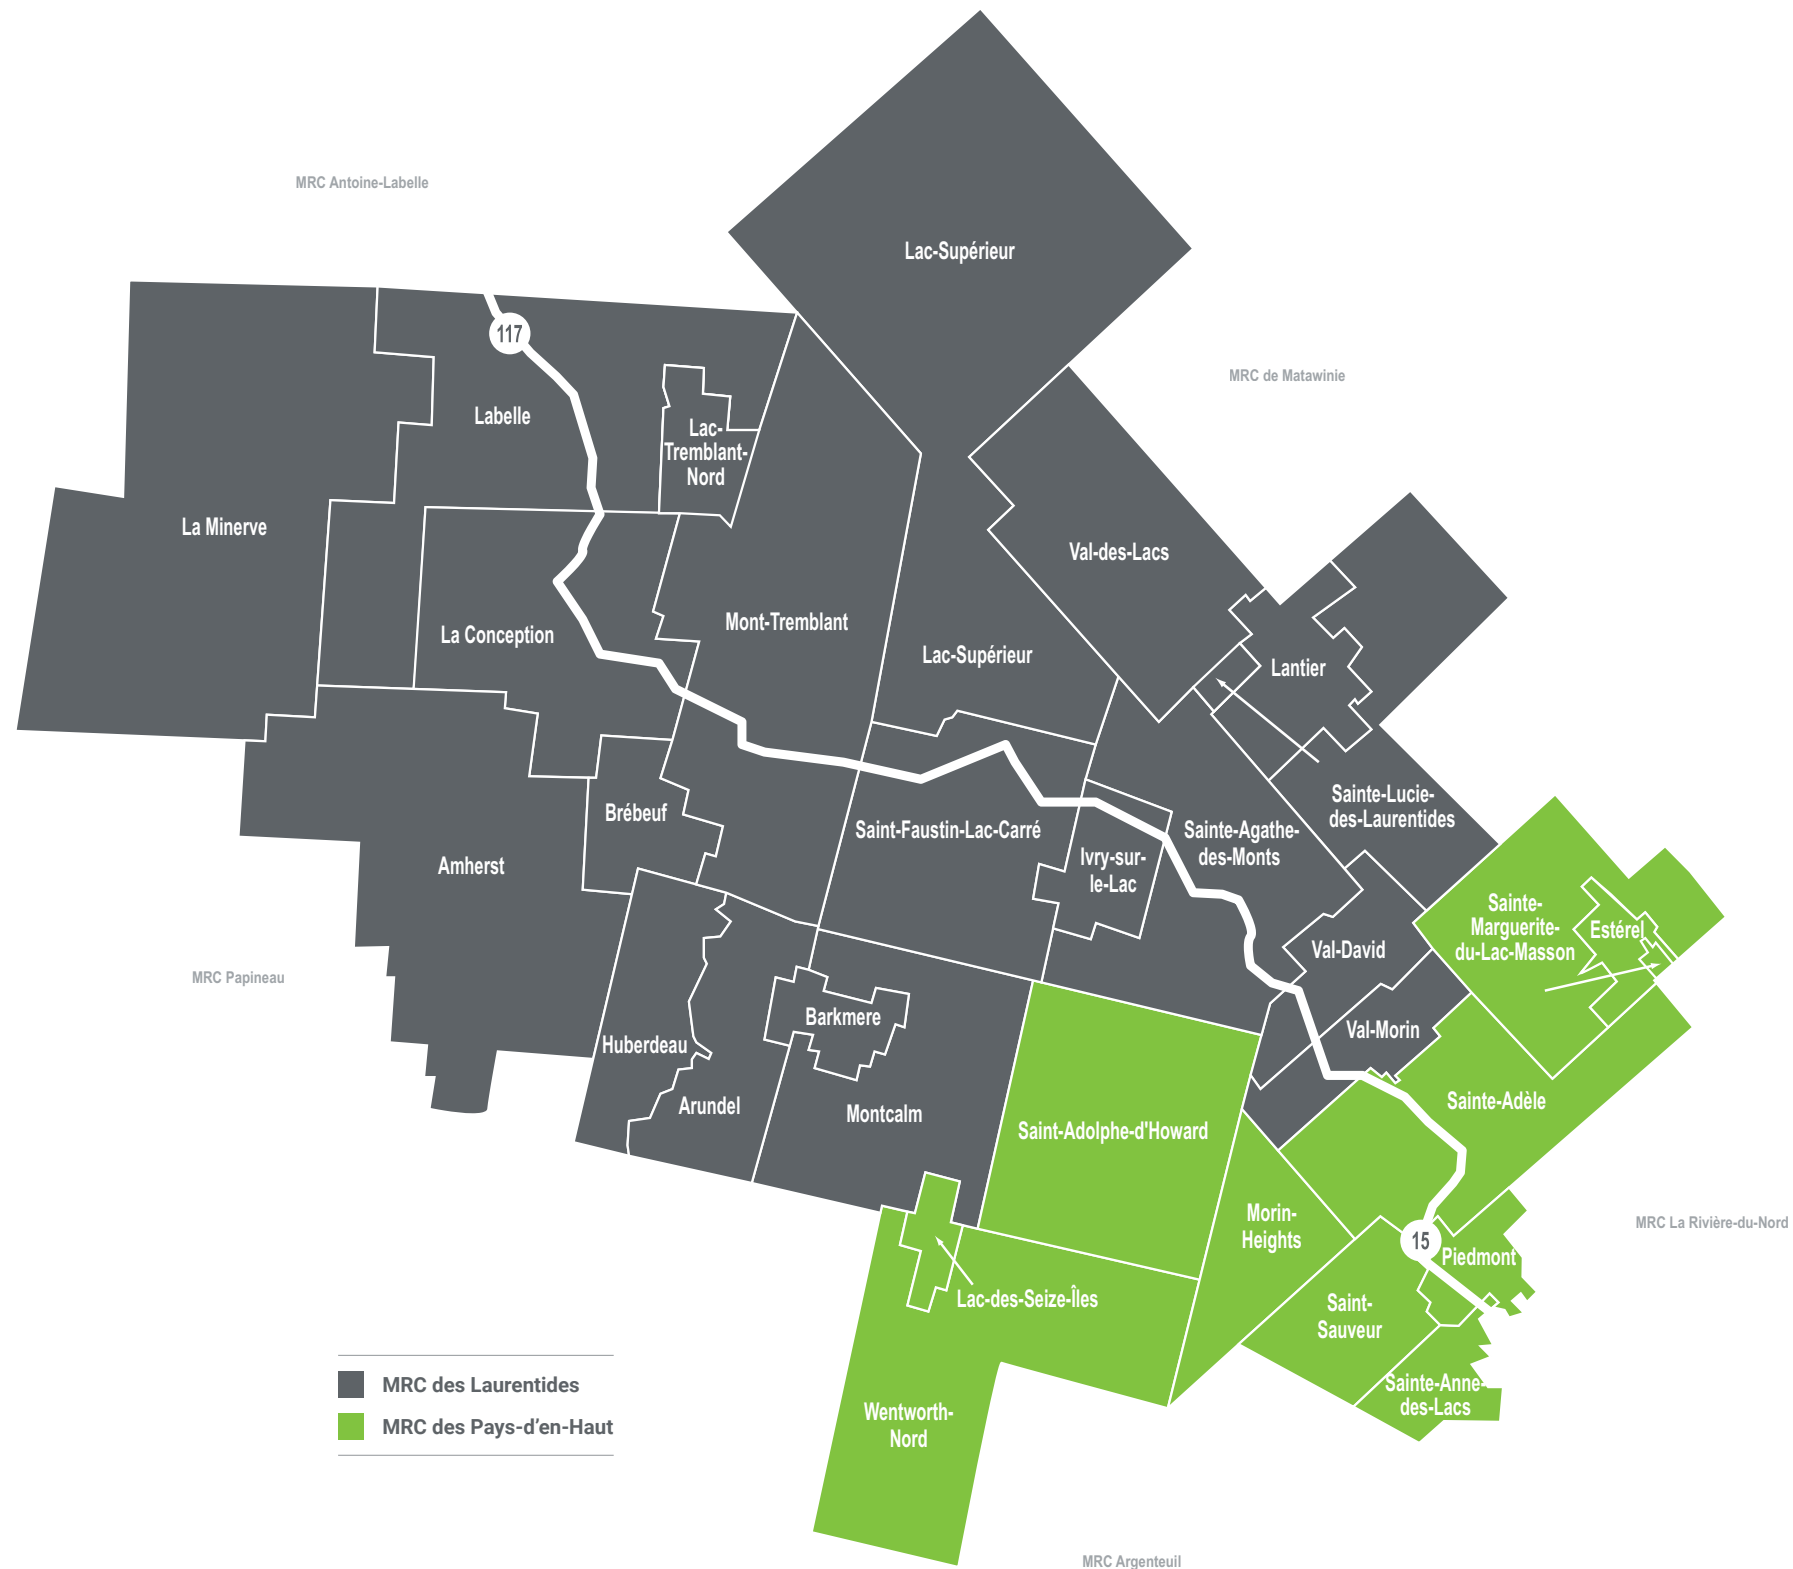 MRC Antoine-Labelle
Lac-Supérieur
117
MRC de Matawinie
Labelle
Lac-
Tremblant-
Nord
La Minerve
Val-des-Lacs
Mont-Tremblant
La Conception
Lac-Supérieur
Lantier
Sainte-Lucie-
des-Laurentides
Brébeuf
Saint-Faustin-Lac-Carré
Sainte-Agathe-
des-Monts
Ivry-sur-
le-Lac
Amherst
Sainte-
Marguerite-
du-Lac-Masson
Estérel
Val-David
MRC Papineau
Barkmere
Val-Morin
Huberdeau
Arundel
Montcalm
Sainte-Adèle
Saint-Adolphe-d'Howard
Morin-
Heights
MRC La Rivière-du-Nord
15
Piedmont
Lac-des-Seize-Îles
Saint-
Sauveur
Sainte-Anne-
des-Lacs
MRC des Laurentides
MRC des Pays-d’en-Haut
Wentworth-
Nord
MRC Argenteuil